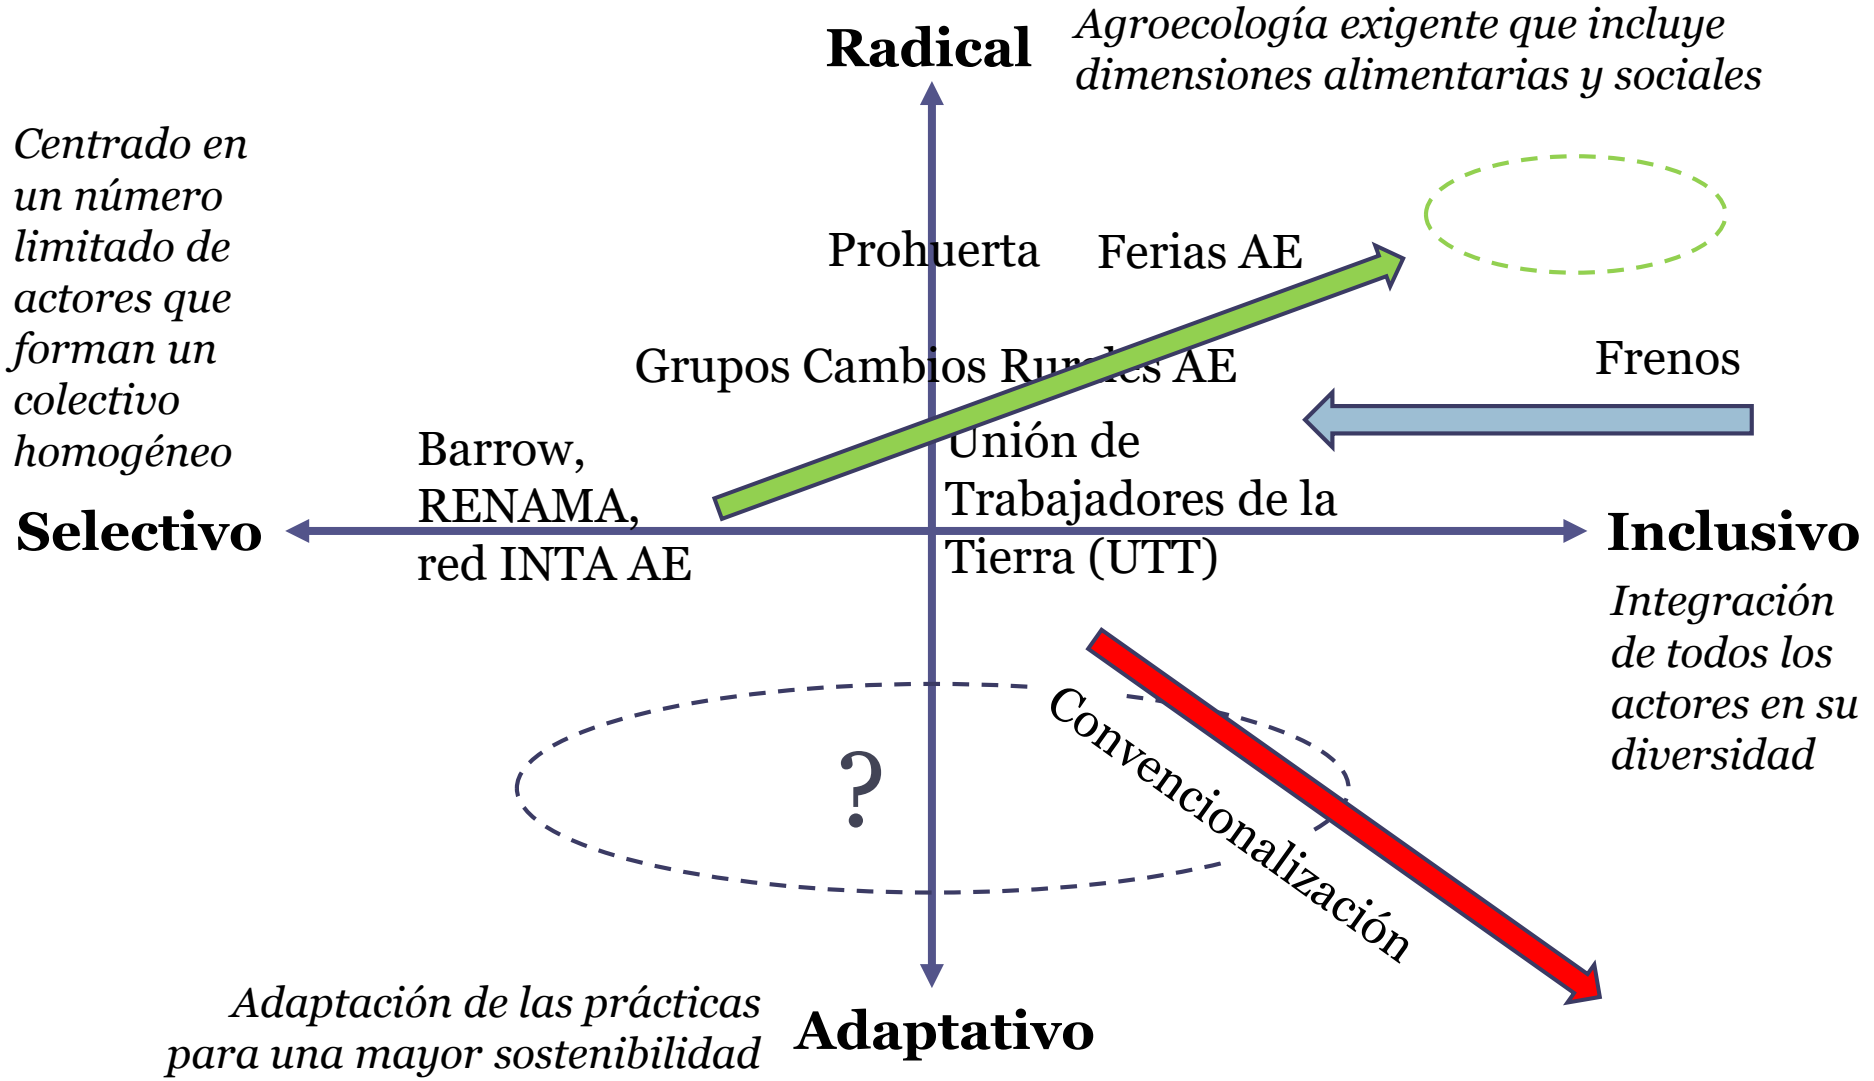 Radical
Agroecología exigente que incluye
dimensiones alimentarias y sociales
Centrado en
un número
limitado de
actores que
forman un
colectivo
homogéneo
Prohuerta
Ferias AE
Grupos Cambios Rurales AE
Frenos
Barrow,
RENAMA,
red INTA AE
Unión de
Trabajadores de la
Tierra (UTT)
Selectivo
Inclusivo
Integración
de todos los
actores en su
diversidad
?
Convencionalización
Adaptación de las prácticas
para una mayor sostenibilidad
Adaptativo